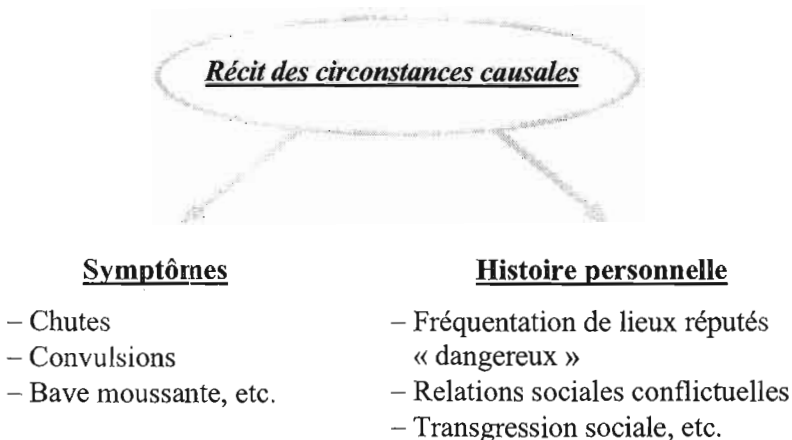 Récit des circonstances causales
Symptômes
– Chutes
– Convulsions
– Bave moussante, etc.
Histoire personnelle
– Fréquentation de lieux réputés
« dangereux »
– Relations sociales conflictuelles
– Transgression sociale, etc.